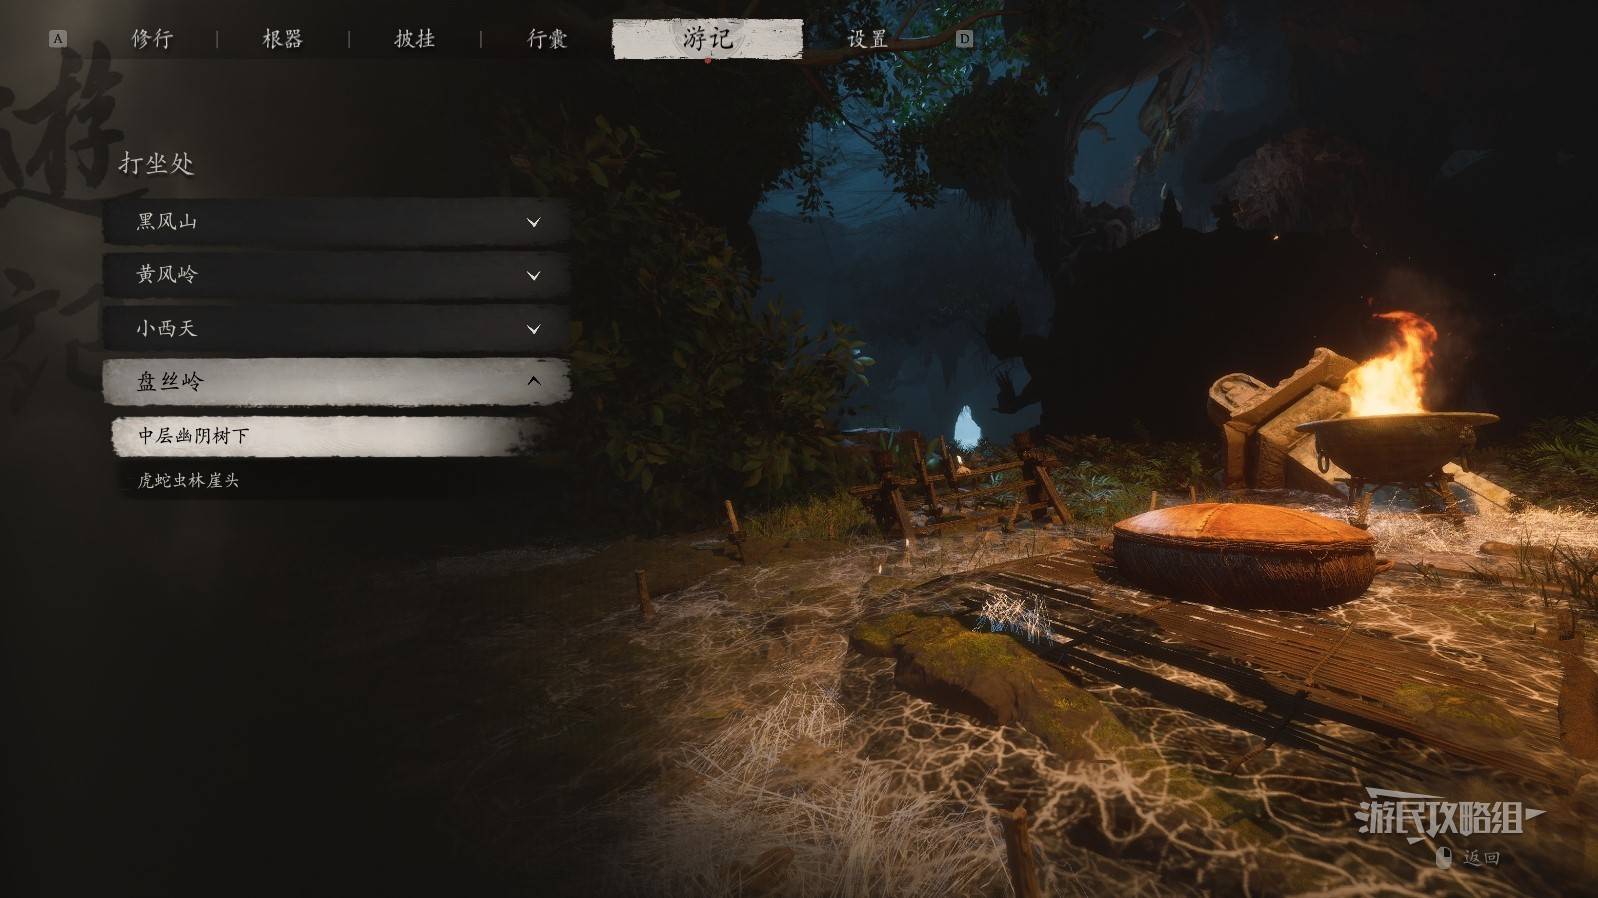 A 修行 | 根器 | 披挂 | 行囊 游记 设置 D
遊記
打坐处
黑风山
黄风岭
小西天
盘丝岭
中层幽阴树下
虎蛇虫林崖头
游民攻略组
返回